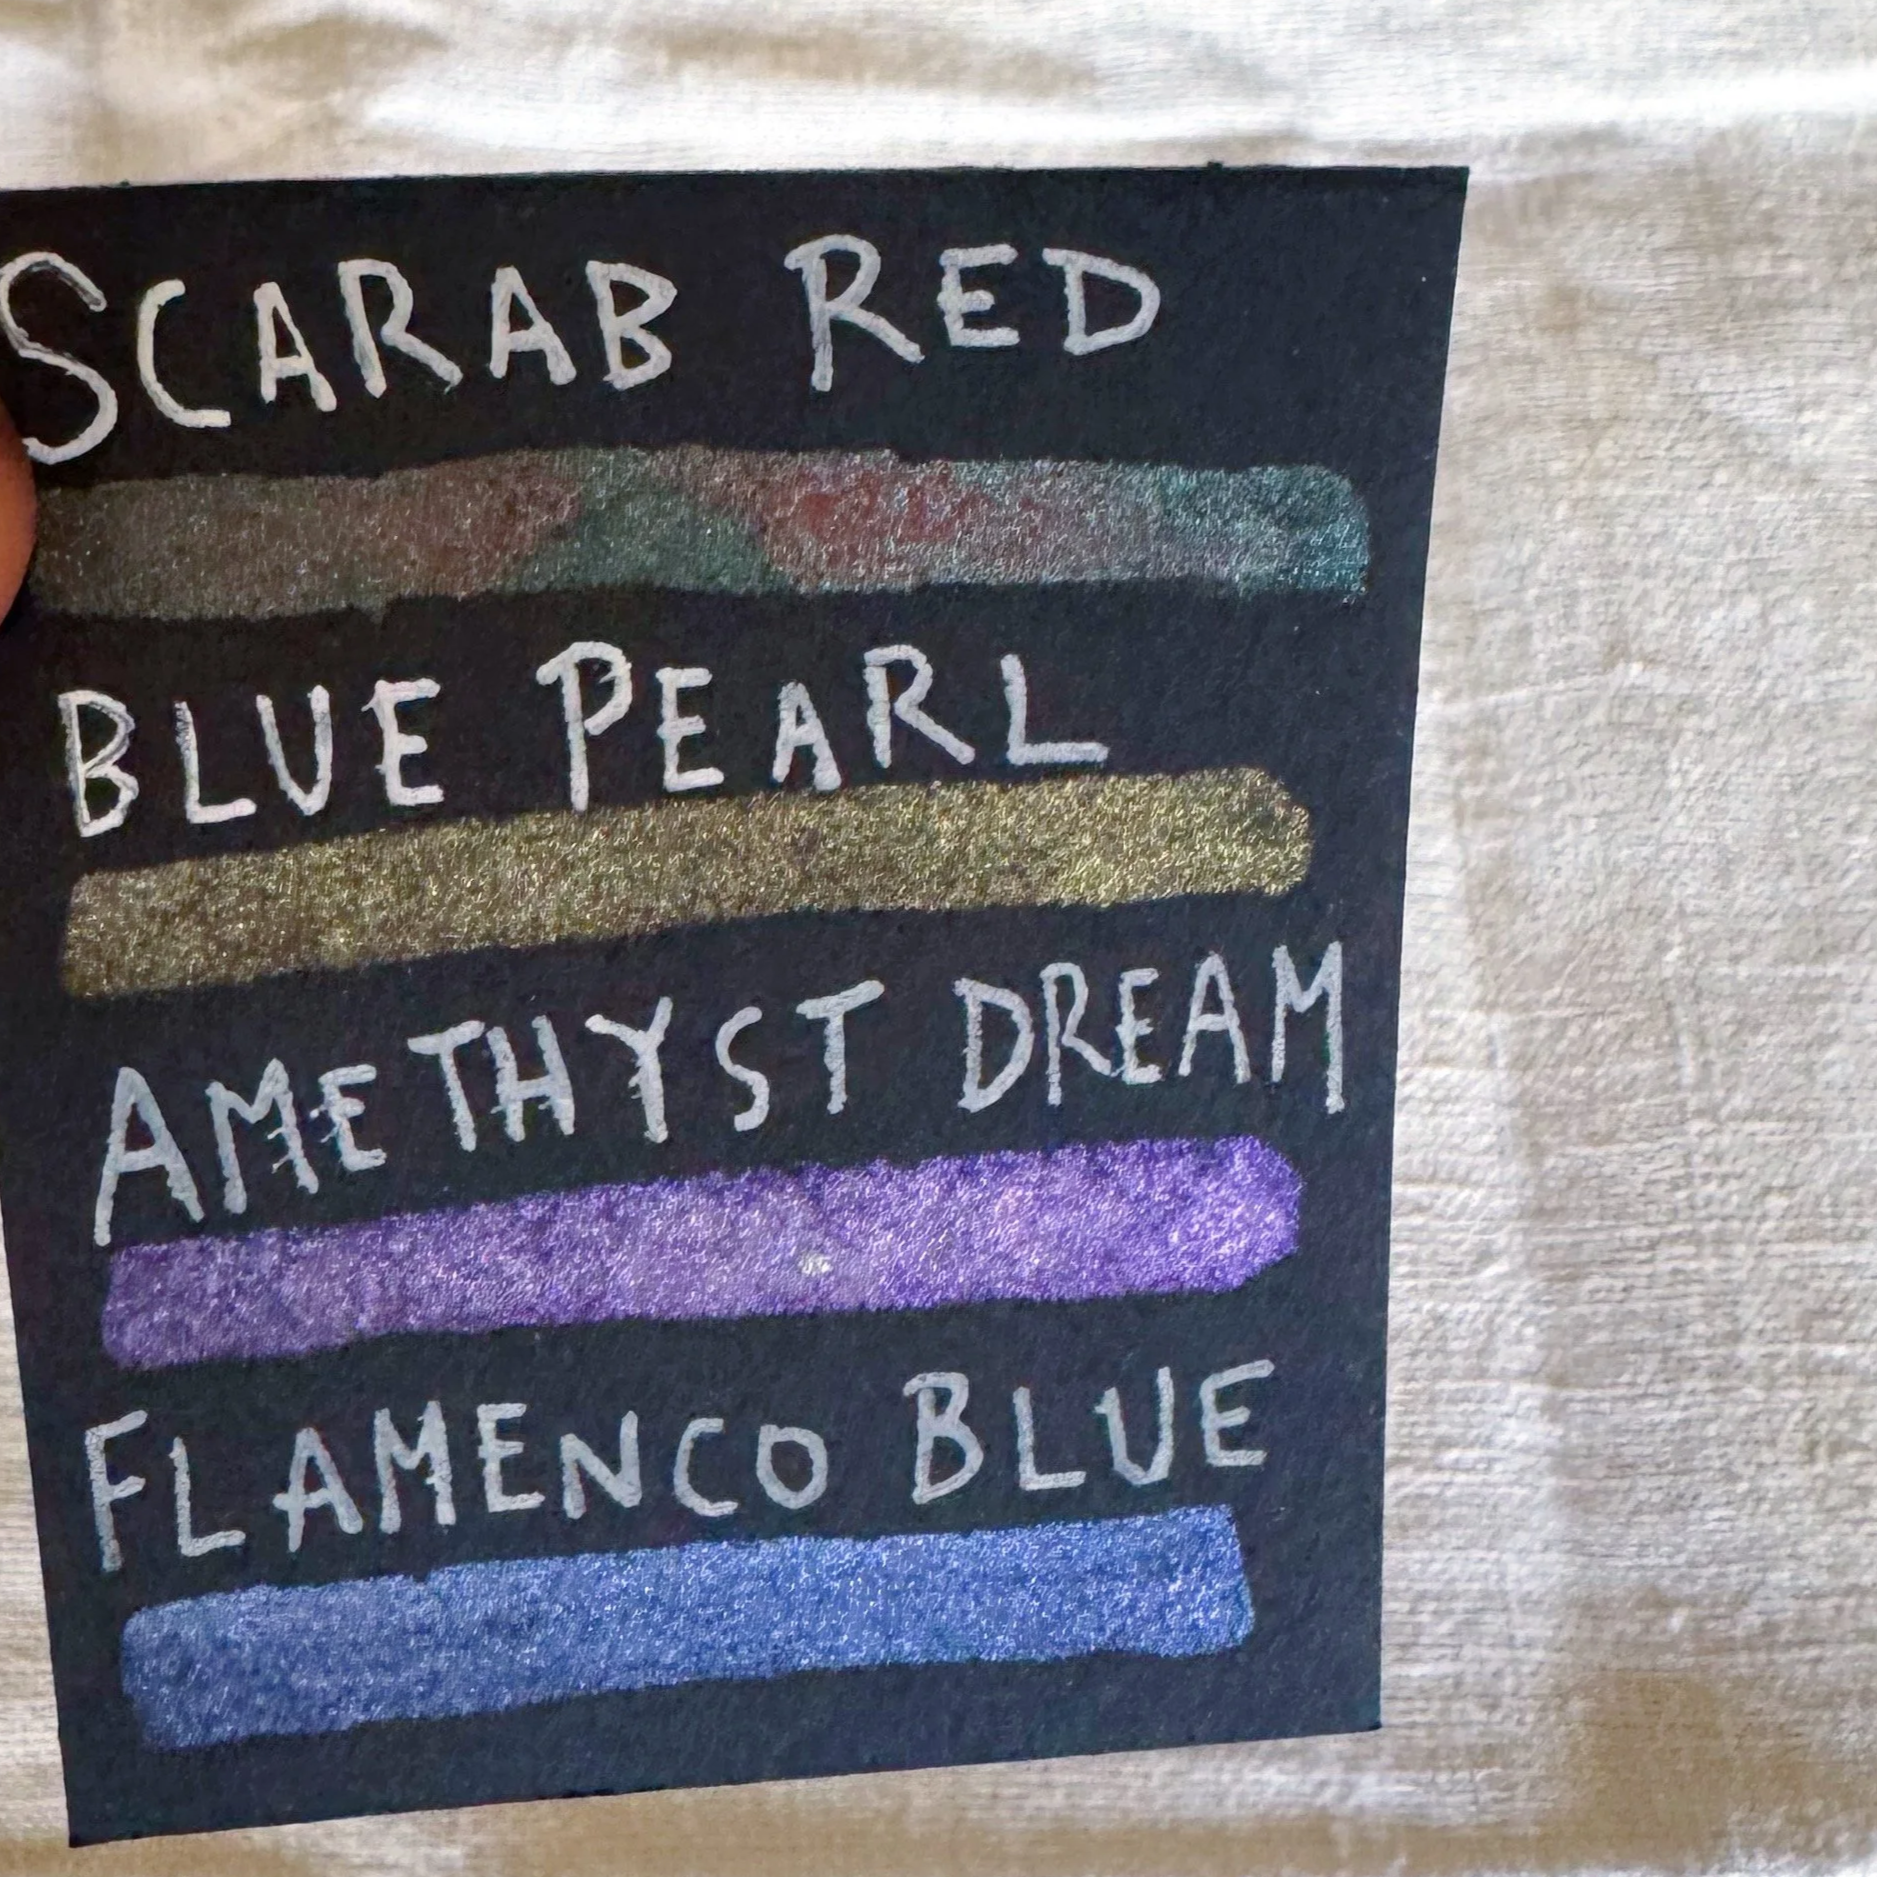 SCARAB RED
BLUE PEARL
AMETHYST DREAM
FLAMENCO BLUE